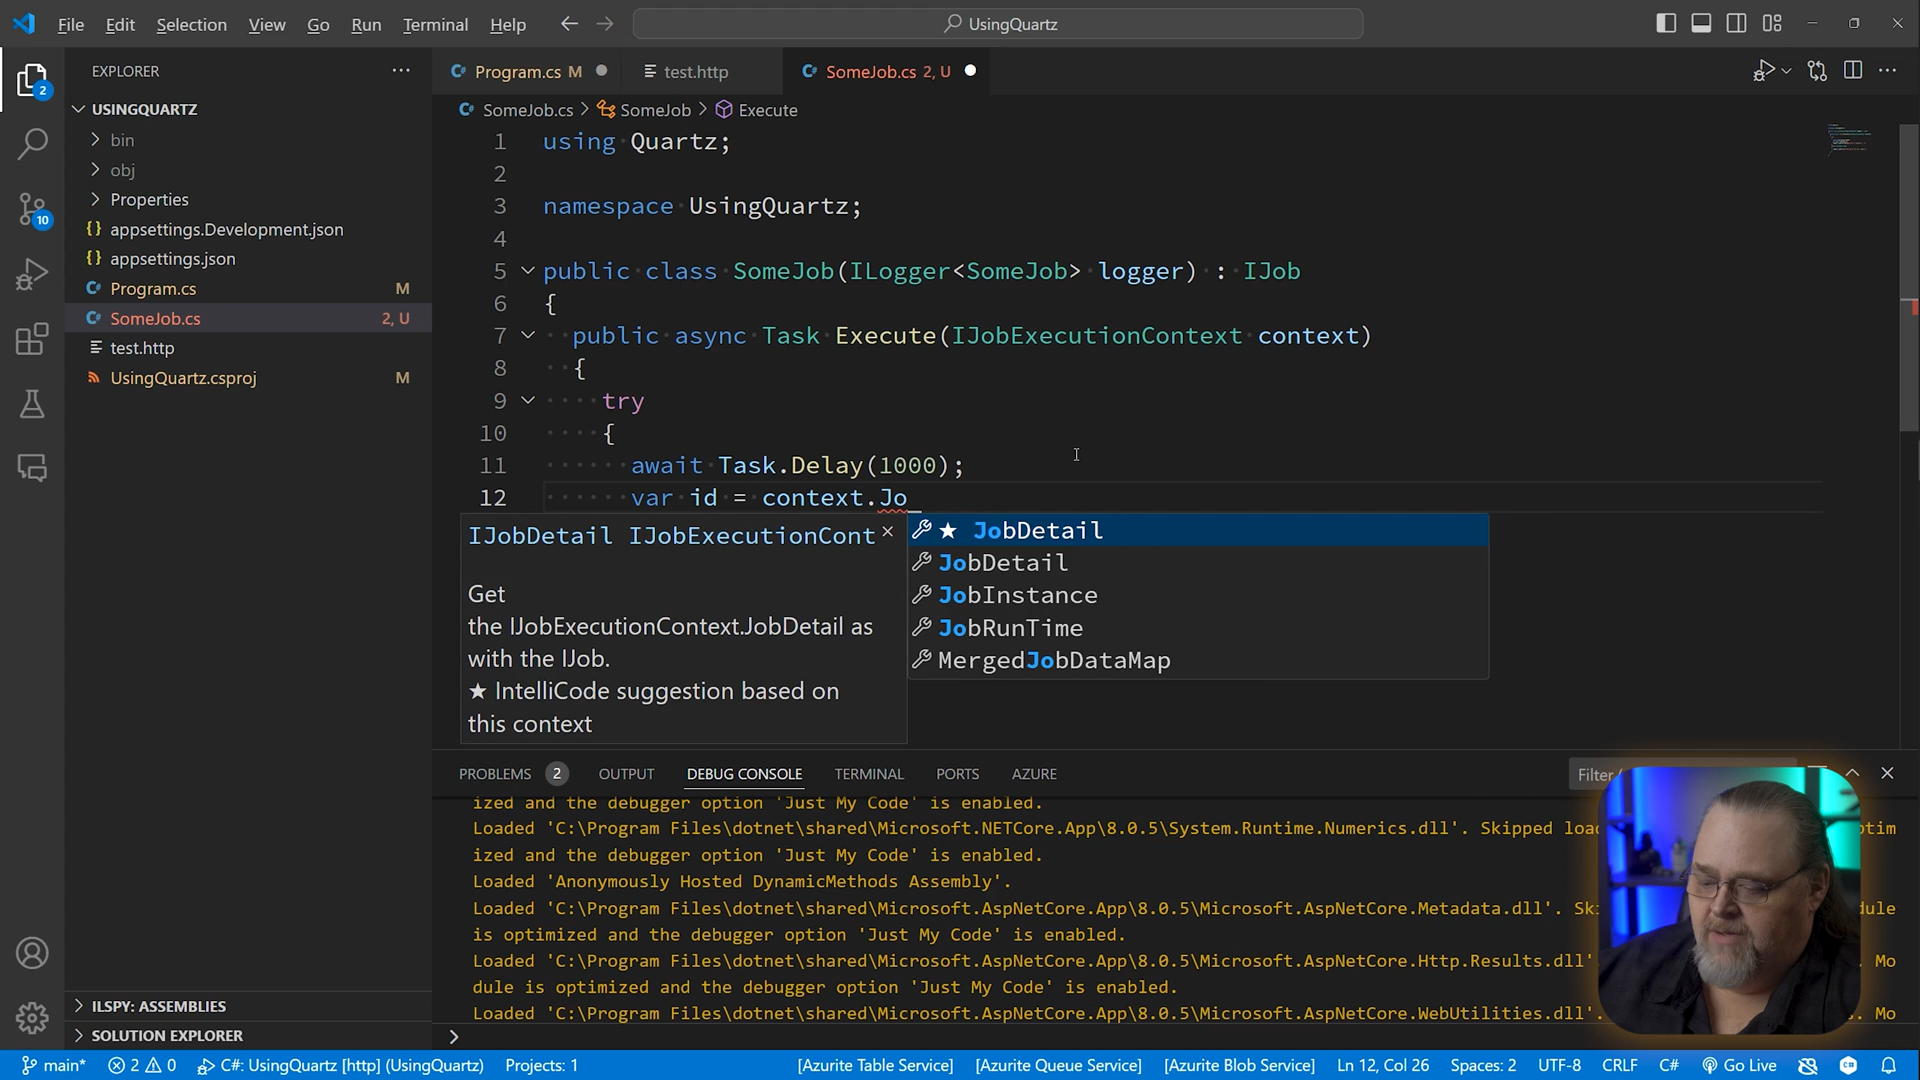 File Edit Selection View Go Run Terminal Help UsingQuartz
EXPLORER
USINGQUARTZ
bin
obj
Properties
appsettings.Development.json
appsettings.json
Program.cs M
SomeJob.cs 2, U
test.http
UsingQuartz.csproj M
ILSPY: ASSEMBLIES
SOLUTION EXPLORER
2
10
Program.cs M test.http SomeJob.cs 2, U
SomeJob.cs > SomeJob > Execute
1 using Quartz;
2
3 namespace UsingQuartz;
4
5 public class SomeJob(ILogger<SomeJob> logger) : IJob
6 {
7 public async Task Execute(IJobExecutionContext context)
8 {
9 try
10 {
11 await Task.Delay(1000);
12 var id = context.Jo
IJobDetail IJobExecutionCont
Get
the IJobExecutionContext.JobDetail as
with the IJob.
★ IntelliCode suggestion based on
this context
★ JobDetail
JobDetail
JobInstance
JobRunTime
MergedJobDataMap
PROBLEMS 2 OUTPUT DEBUG CONSOLE TERMINAL PORTS AZURE Filter
ized and the debugger option 'Just My Code' is enabled.
Loaded 'C:\Program Files\dotnet\shared\Microsoft.NETCore.App\8.0.5\System.Runtime.Numerics.dll'. Skipped loa tim
ized and the debugger option 'Just My Code' is enabled.
Loaded 'Anonymously Hosted DynamicMethods Assembly'.
Loaded 'C:\Program Files\dotnet\shared\Microsoft.AspNetCore.App\8.0.5\Microsoft.AspNetCore.Metadata.dll'. Sk dule
is optimized and the debugger option 'Just My Code' is enabled.
Loaded 'C:\Program Files\dotnet\shared\Microsoft.AspNetCore.App\8.0.5\Microsoft.AspNetCore.Http.Results.dll'. Mo
dule is optimized and the debugger option 'Just My Code' is enabled.
Loaded 'C:\Program Files\dotnet\shared\Microsoft.AspNetCore.App\8.0.5\Microsoft.AspNetCore.WebUtilities.dll'. Mo
main* 2 0 C#: UsingQuartz [http] (UsingQuartz) Projects: 1 [Azurite Table Service] [Azurite Queue Service] [Azurite Blob Service] Ln 12, Col 26 Spaces: 2 UTF-8 CRLF C# Go Live